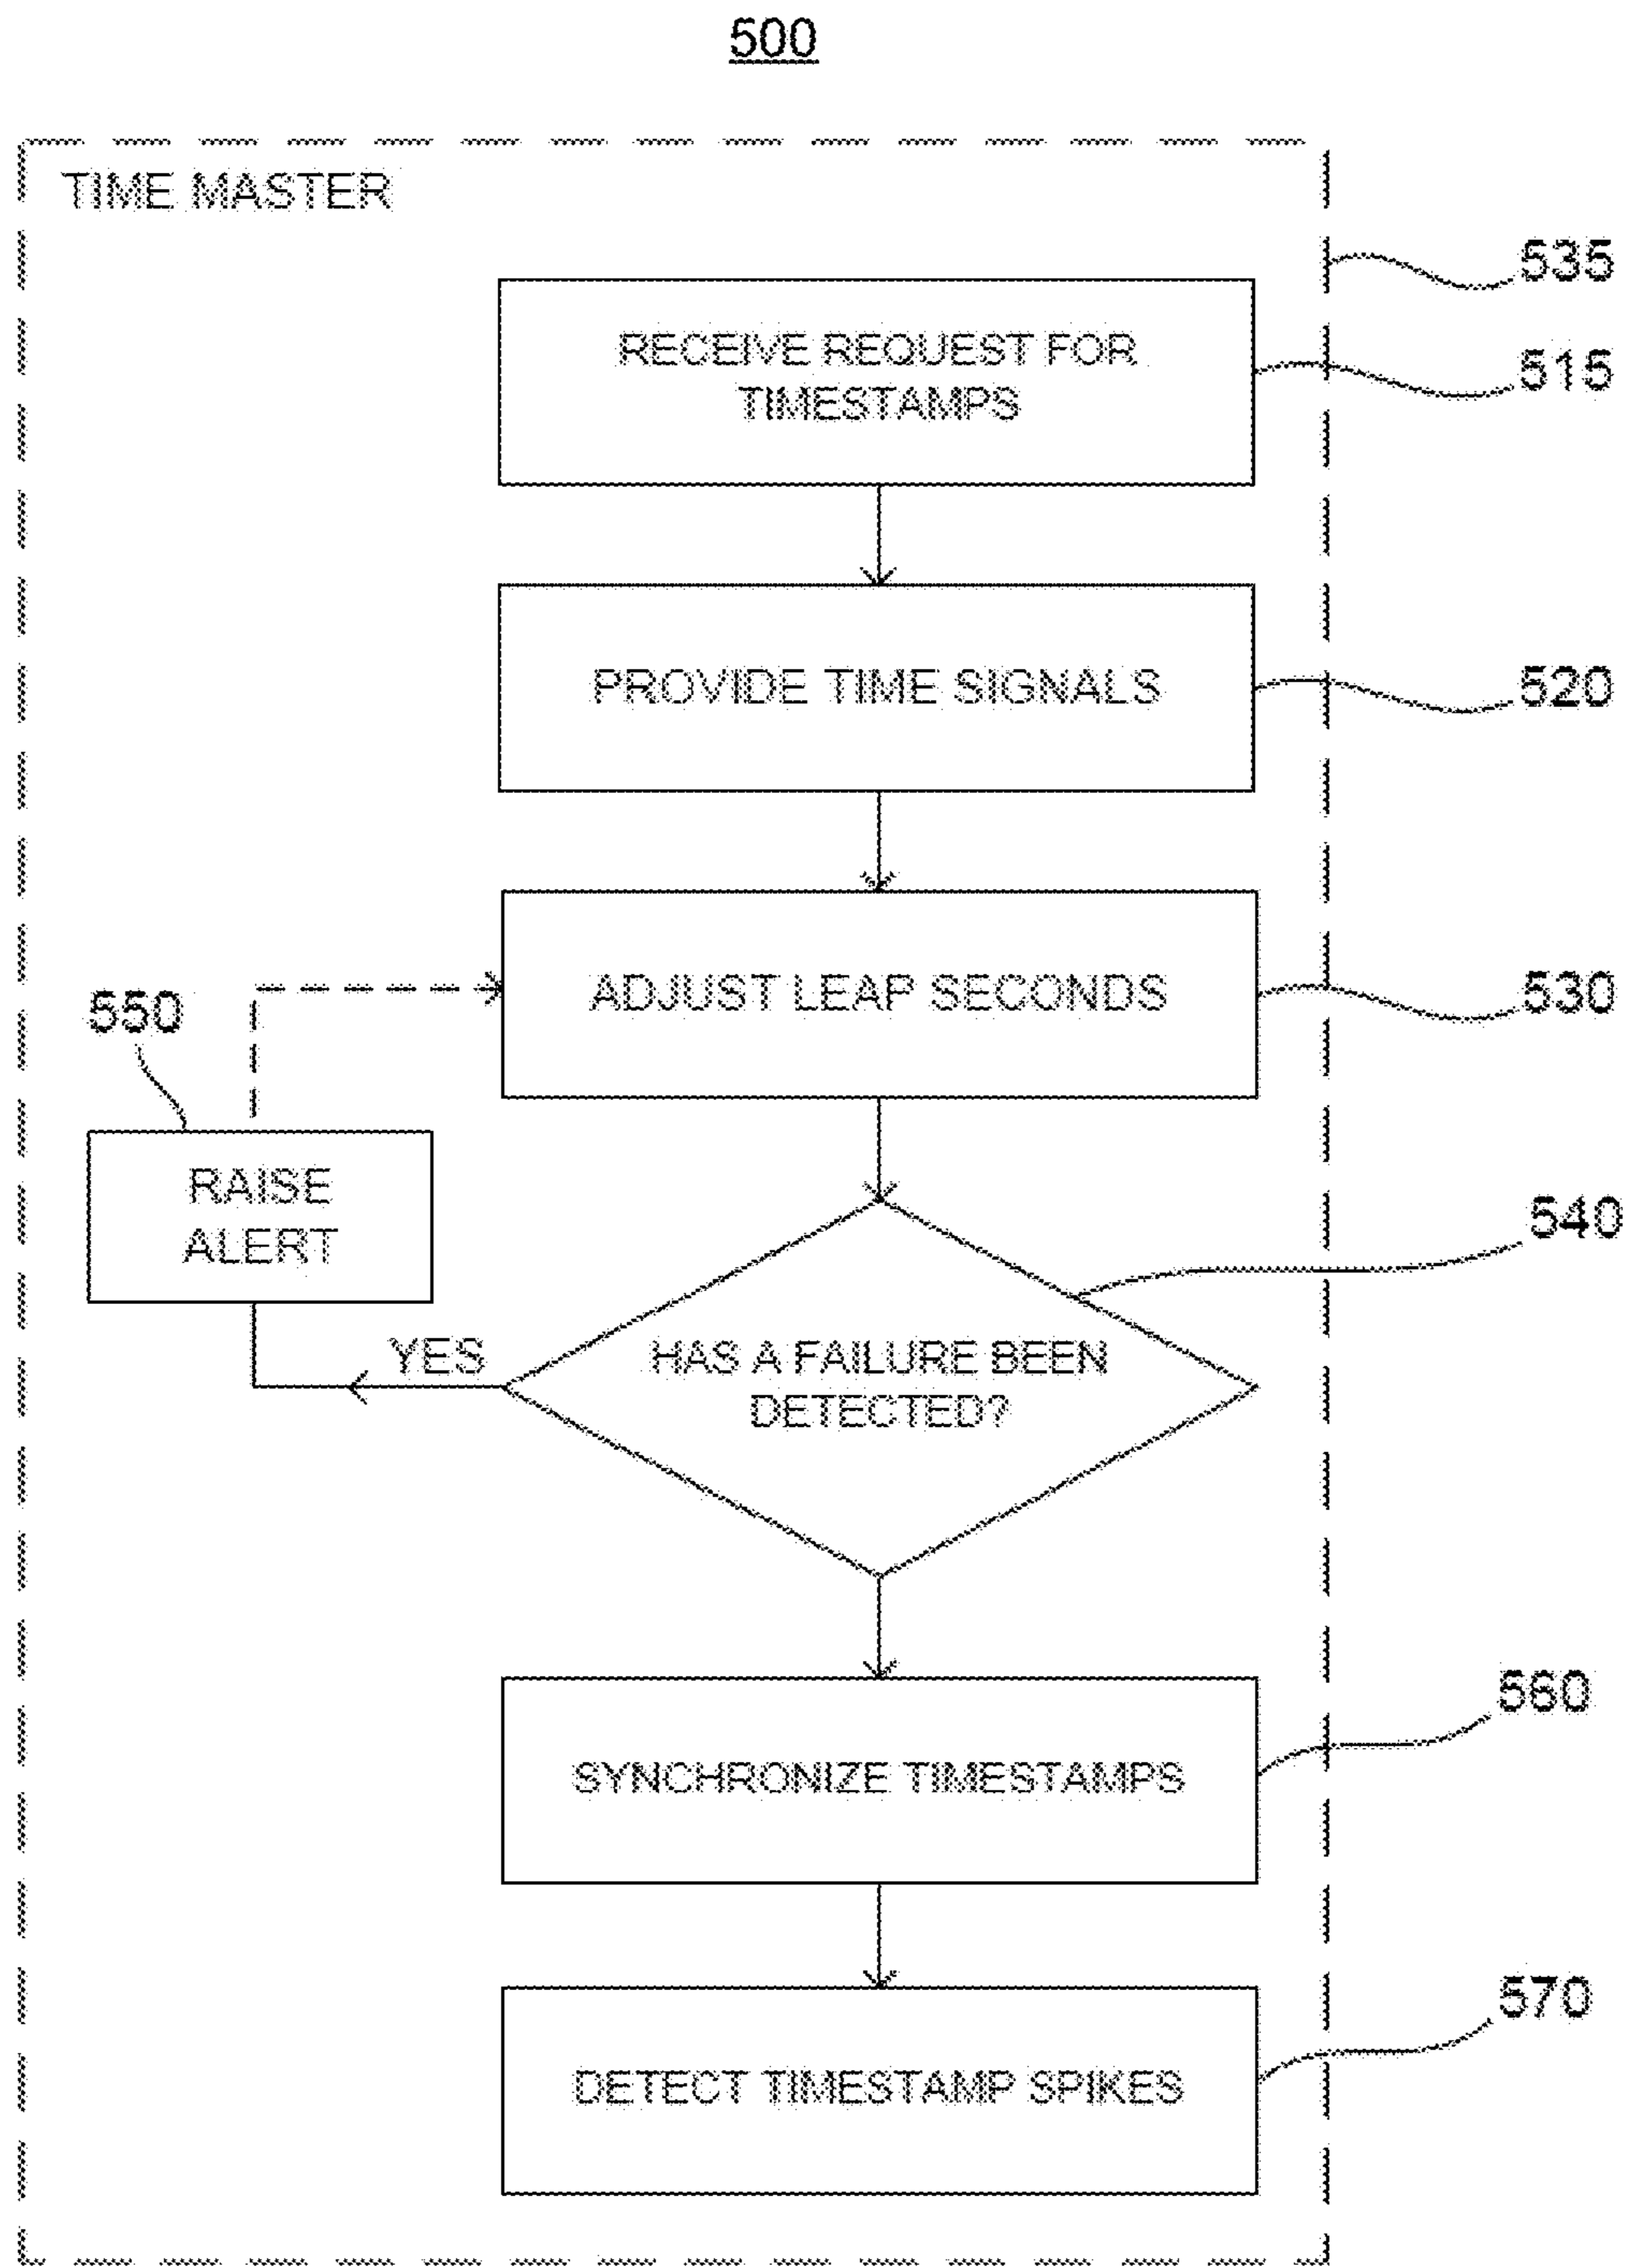 500
TIME MASTER
535
RECEIVE REQUEST FOR
TIMESTAMPS
515
PROVIDE TIME SIGNALS
520
ADJUST LEAP SECONDS
530
550
RAISE
ALERT
540
YES
HAS A FAILURE BEEN
DETECTED?
560
SYNCHRONIZE TIMESTAMPS
570
DETECT TIMESTAMP SPIKES